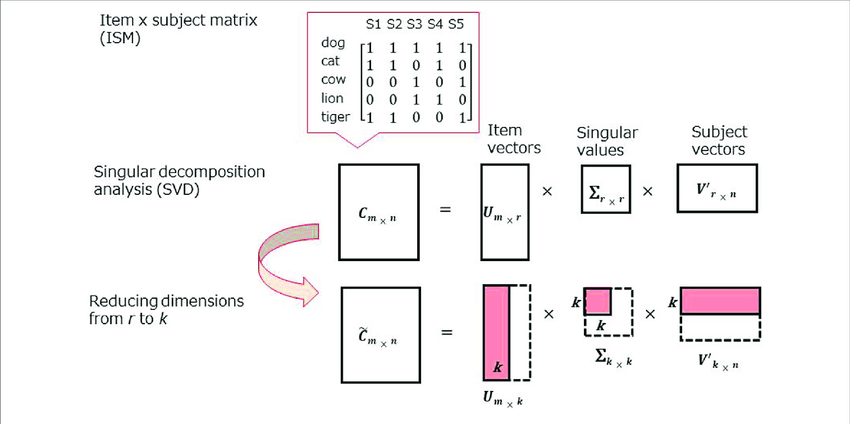 Item x subject matrix
(ISM)
S1 S2 S3 S4 S5
dog 1 1 1 1 1
cat 1 1 0 1 0
cow 0 0 1 0 1
lion 0 0 1 1 0
tiger 1 1 0 0 1
Item
vectors
Singular
values
Subject
vectors
Singular decomposition
analysis (SVD)
C m × n = U m × r × Σ r × r × V′ r × n
Reducing dimensions
from r to k
C̃ m × n = k × k k × k
U m × k
Σ k × k
V′ k × n